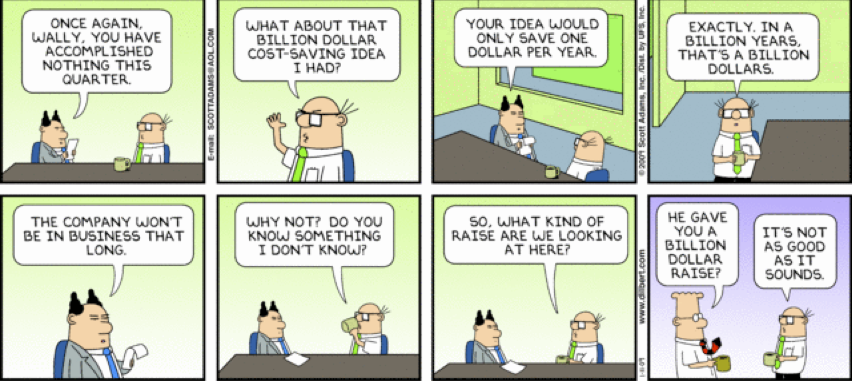 ONCE AGAIN,
WALLY, YOU HAVE
ACCOMPLISHED
NOTHING THIS
QUARTER.
E-mail: SCOTTADAMS@AOL.COM
WHAT ABOUT THAT
BILLION DOLLAR
COST-SAVING IDEA
I HAD?
YOUR IDEA WOULD
ONLY SAVE ONE
DOLLAR PER YEAR.
© 2009 Scott Adams, Inc. /Dist. by UFS, Inc.
EXACTLY. IN A
BILLION YEARS,
THAT'S A BILLION
DOLLARS.
THE COMPANY WON'T
BE IN BUSINESS THAT
LONG.
WHY NOT? DO YOU
KNOW SOMETHING
I DON'T KNOW?
SO, WHAT KIND OF
RAISE ARE WE LOOKING
AT HERE?
www.dilbert.com
HE GAVE
YOU A
BILLION
DOLLAR
RAISE?
IT'S NOT
AS GOOD
AS IT
SOUNDS.